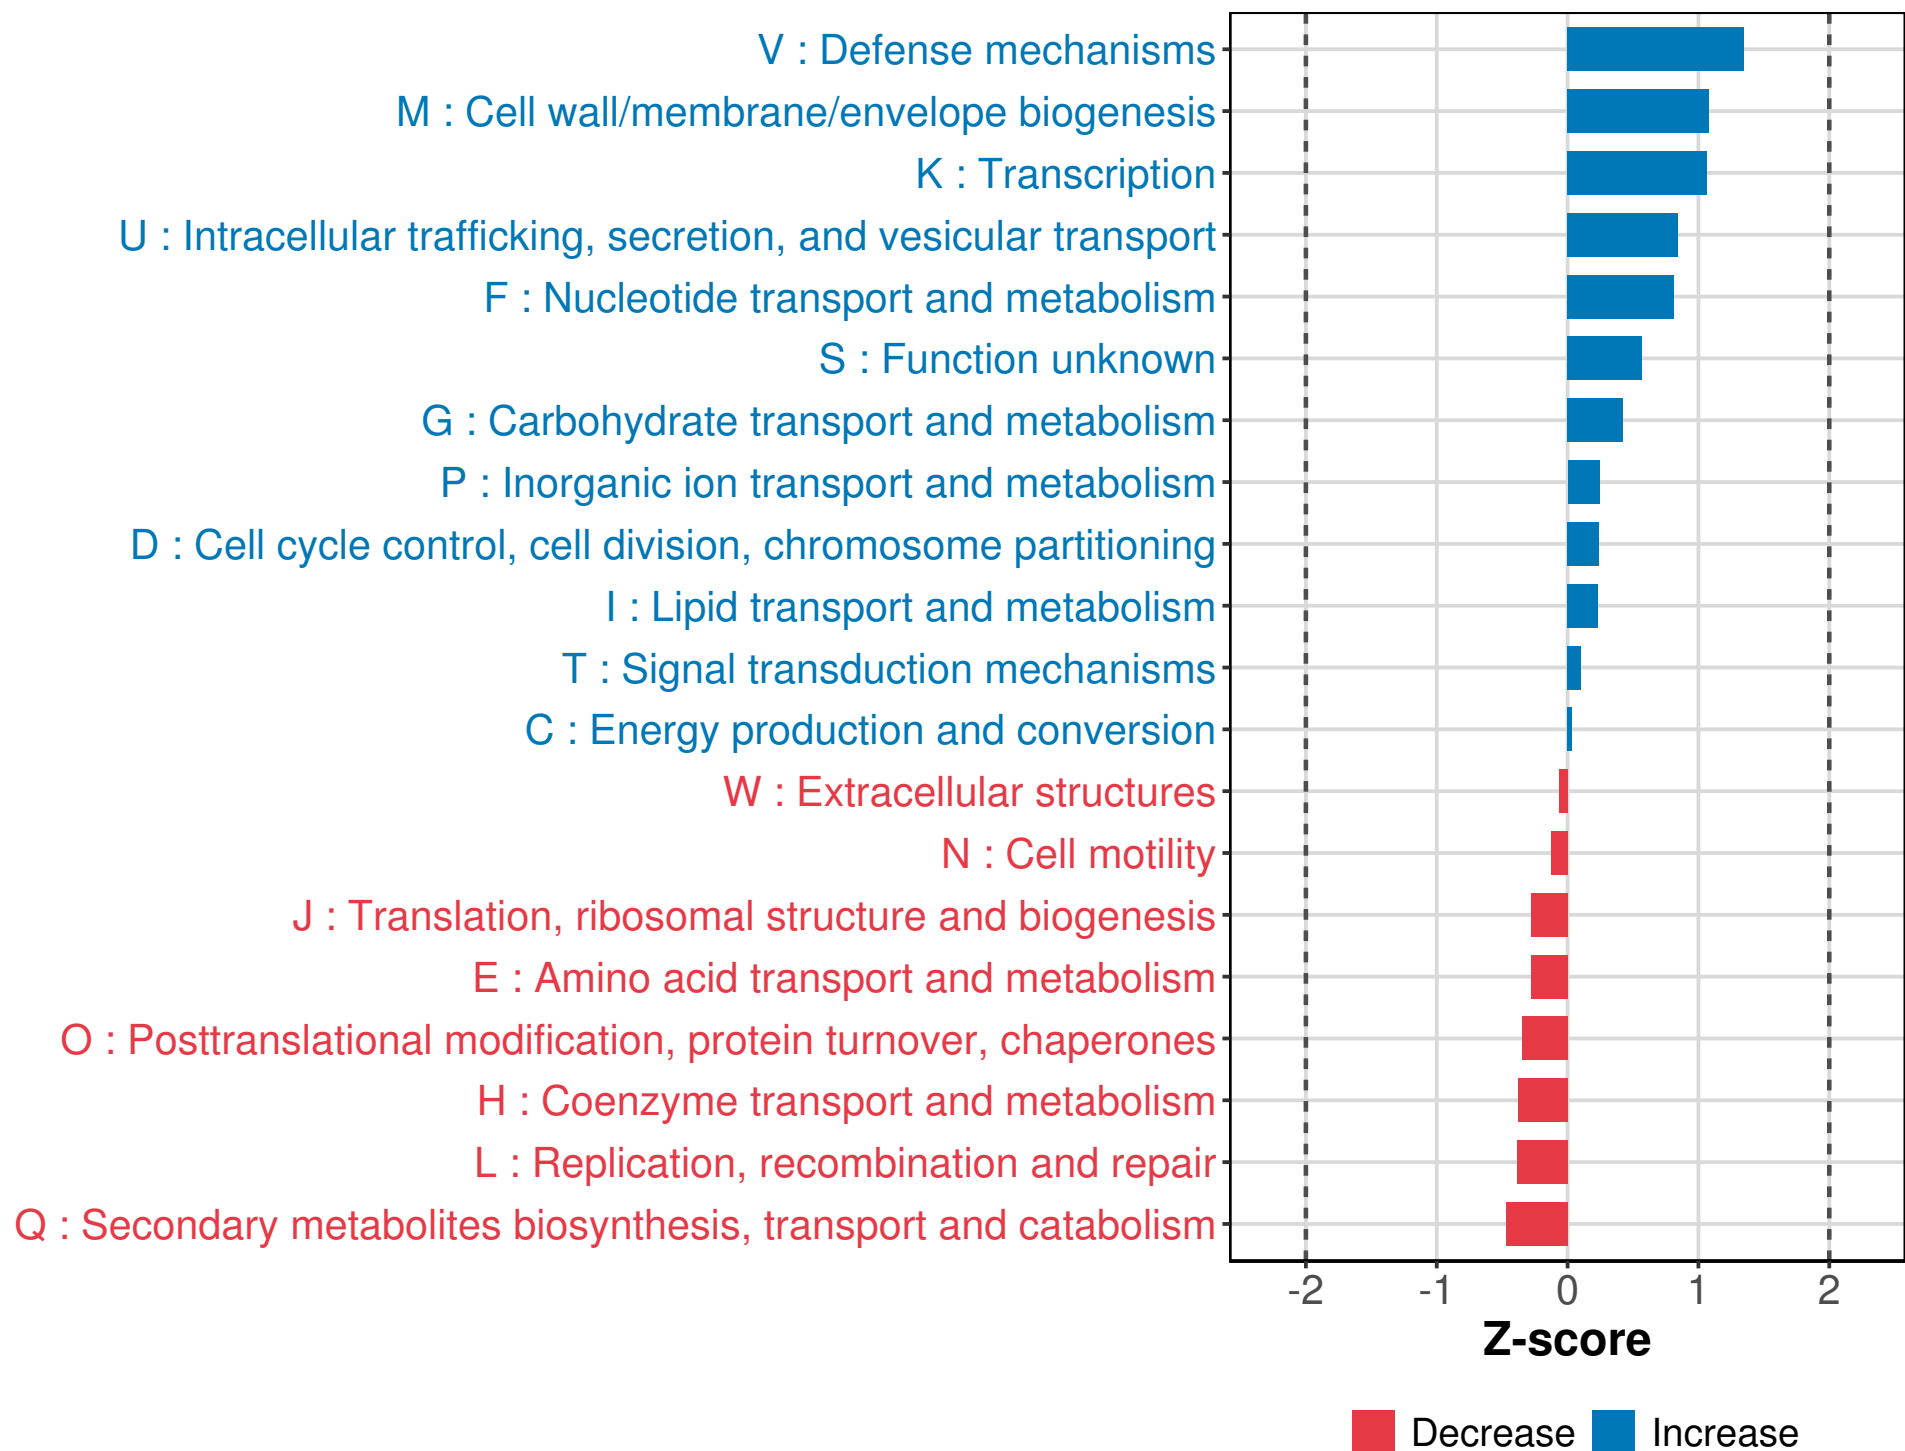 V : Defense mechanisms
M : Cell wall/membrane/envelope biogenesis
K : Transcription
U : Intracellular trafficking, secretion, and vesicular transport
F : Nucleotide transport and metabolism
S : Function unknown
G : Carbohydrate transport and metabolism
P : Inorganic ion transport and metabolism
D : Cell cycle control, cell division, chromosome partitioning
I : Lipid transport and metabolism
T : Signal transduction mechanisms
C : Energy production and conversion
W : Extracellular structures
N : Cell motility
J : Translation, ribosomal structure and biogenesis
E : Amino acid transport and metabolism
O : Posttranslational modification, protein turnover, chaperones
H : Coenzyme transport and metabolism
L : Replication, recombination and repair
Q : Secondary metabolites biosynthesis, transport and catabolism
-2 -1 0 1 2
Z-score
Decrease Increase